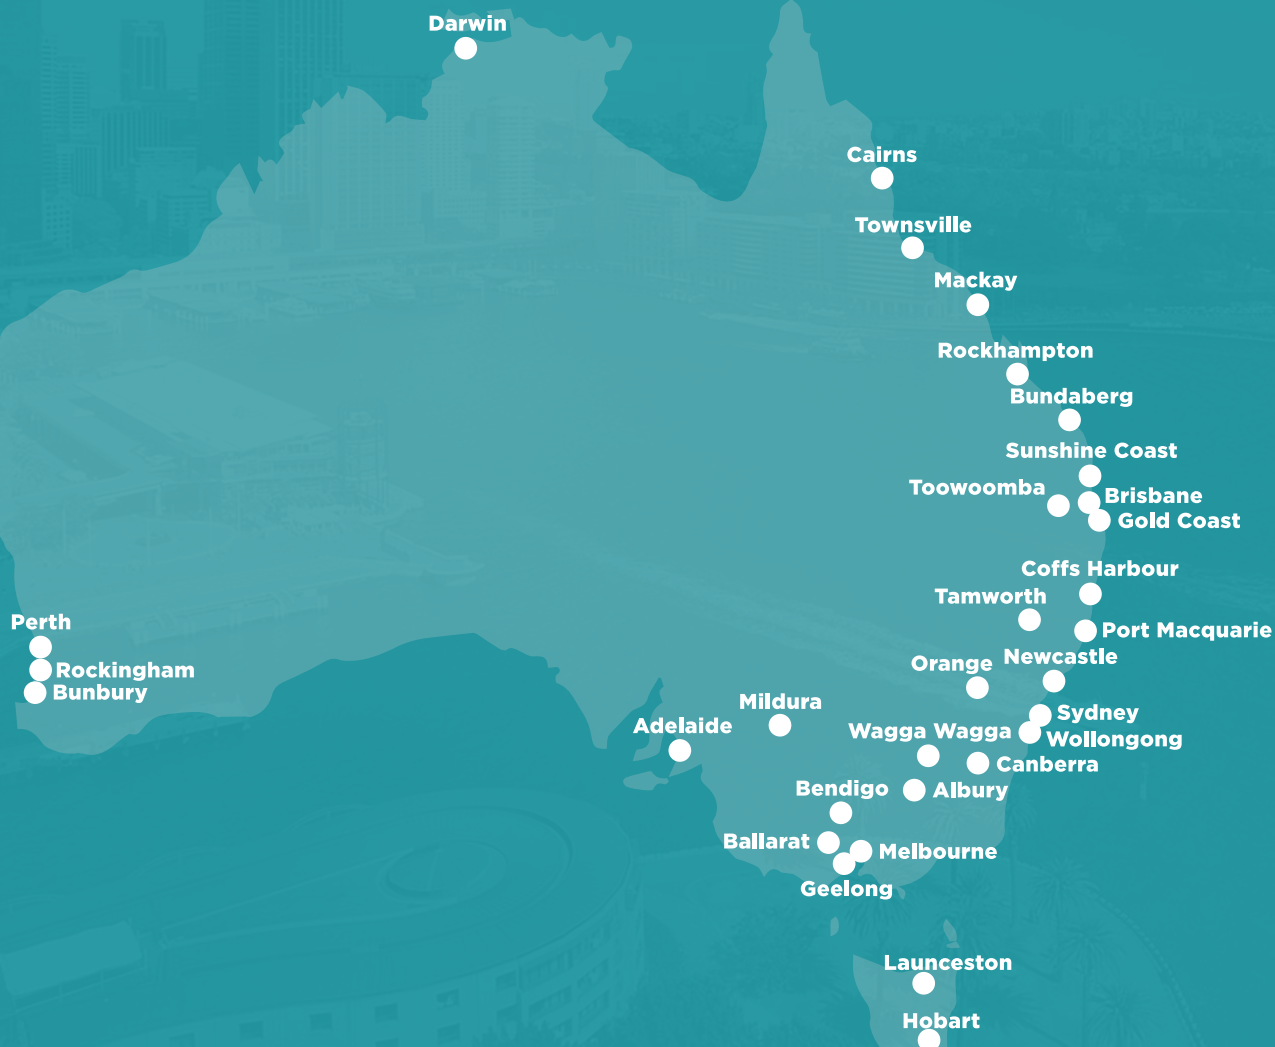 Darwin
Cairns
Townsville
Mackay
Rockhampton
Bundaberg
Sunshine Coast
Toowoomba
Brisbane
Gold Coast
Coffs Harbour
Tamworth
Perth
Port Macquarie
Newcastle
Orange
Rockingham
Bunbury
Mildura
Sydney
Adelaide
Wagga Wagga
Wollongong
Canberra
Bendigo
Albury
Ballarat
Melbourne
Geelong
Launceston
Hobart